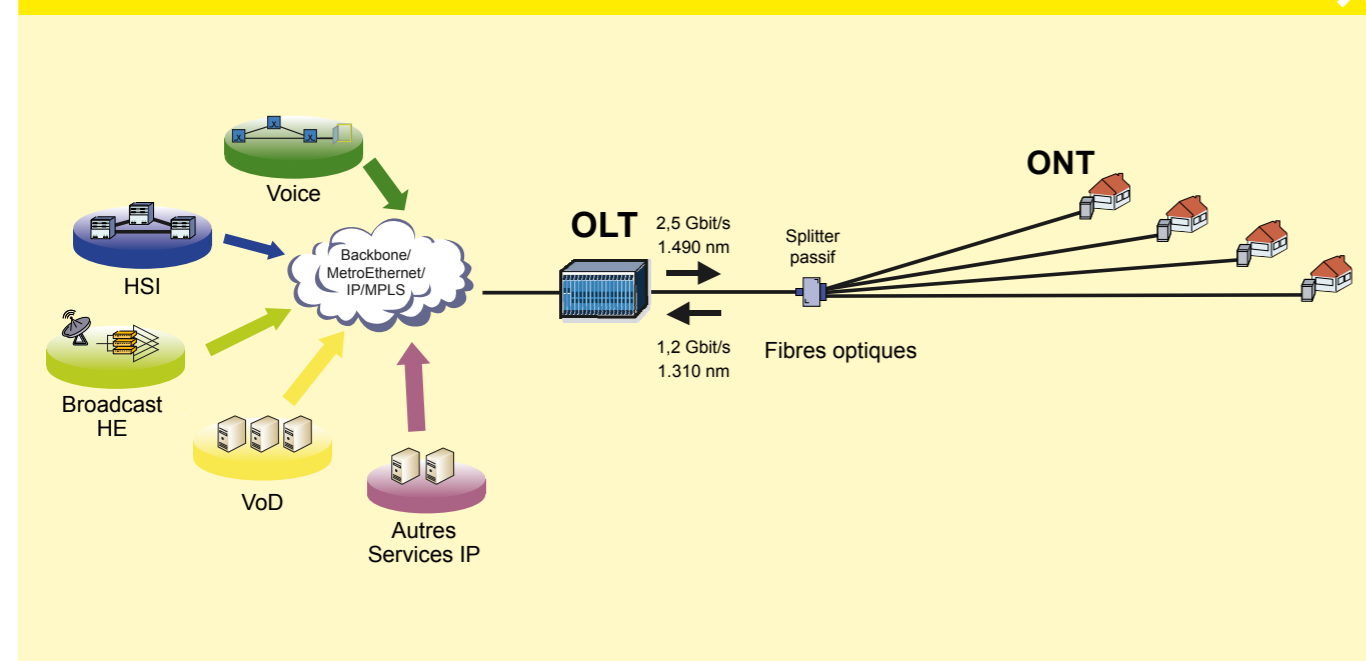 Voice
HSI
Broadcast
HE
VoD
Autres
Services IP
Backbone/
MetroEthernet/
IP/MPLS
OLT
2,5 Gbit/s
1.490 nm
1,2 Gbit/s
1.310 nm
Splitter
passif
Fibres optiques
ONT